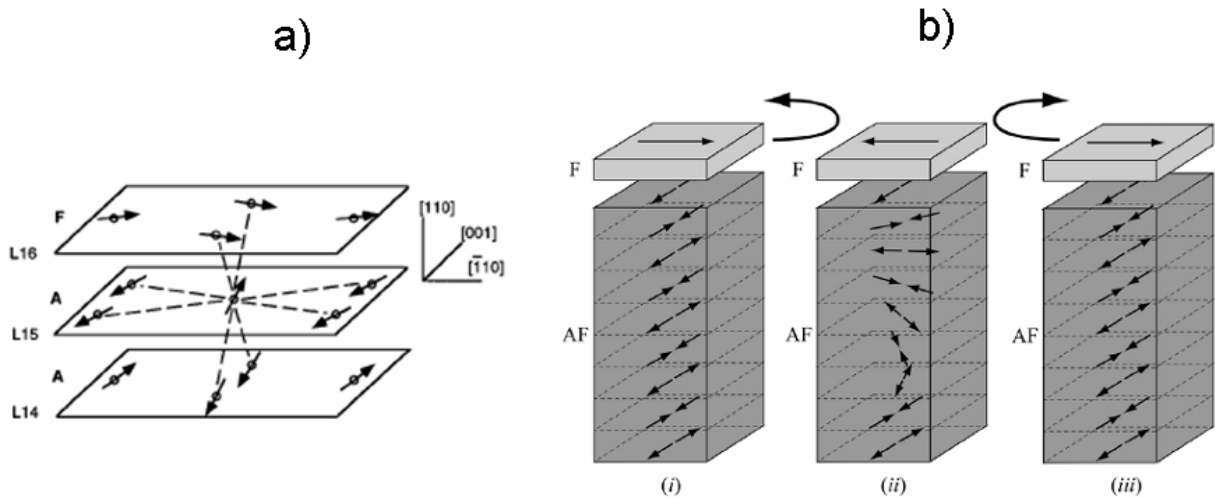 a)
F
L16
A
L15
A
L14
[110]
[001]
[1̄10]
b)
F
F
F
AF
AF
AF
(i)
(ii)
(iii)